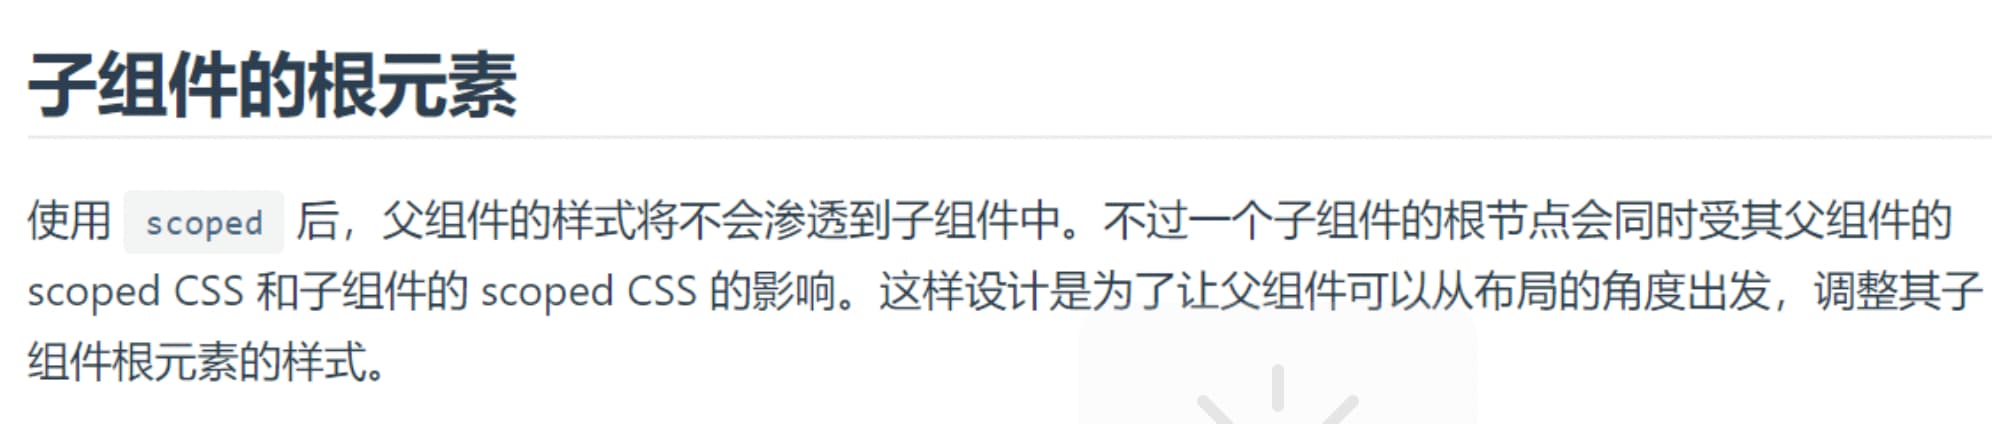 子组件的根元素
使用 scoped 后，父组件的样式将不会渗透到子组件中。不过一个子组件的根节点会同时受其父组件的
scoped CSS 和子组件的 scoped CSS 的影响。这样设计是为了让父组件可以从布局的角度出发，调整其子
组件根元素的样式。